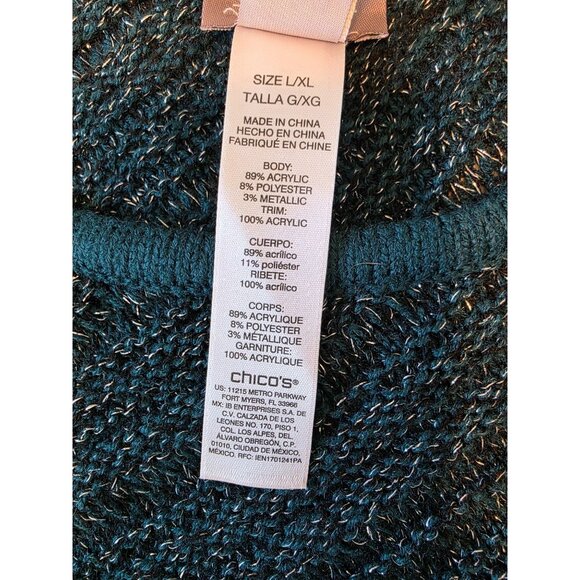 SIZE L/XL
TALLA G/XG
MADE IN CHINA
HECHO EN CHINA
FABRIQUÉ EN CHINE
BODY:
89% ACRYLIC
8% POLYESTER
3% METALLIC
TRIM:
100% ACRYLIC
CUERPO:
89% acrílico
11% poliéster
RIBETE:
100% acrílico
CORPS:
89% ACRYLIQUE
8% POLYESTER
3% MÉTALLIQUE
GARNITURE:
100% ACRYLIQUE
chico's®
US: 11215 METRO PARKWAY
FORT MYERS, FL 33966
MX: IB ENTERPRISES S.A. DE
C.V. CALZADA DE LOS
LEONES NO. 170, PISO 1,
COL. LOS ALPES, DEL.
ÁLVARO OBREGÓN, C.P.
01010, CIUDAD DE MÉXICO,
MÉXICO. RFC: IEN1701241PA